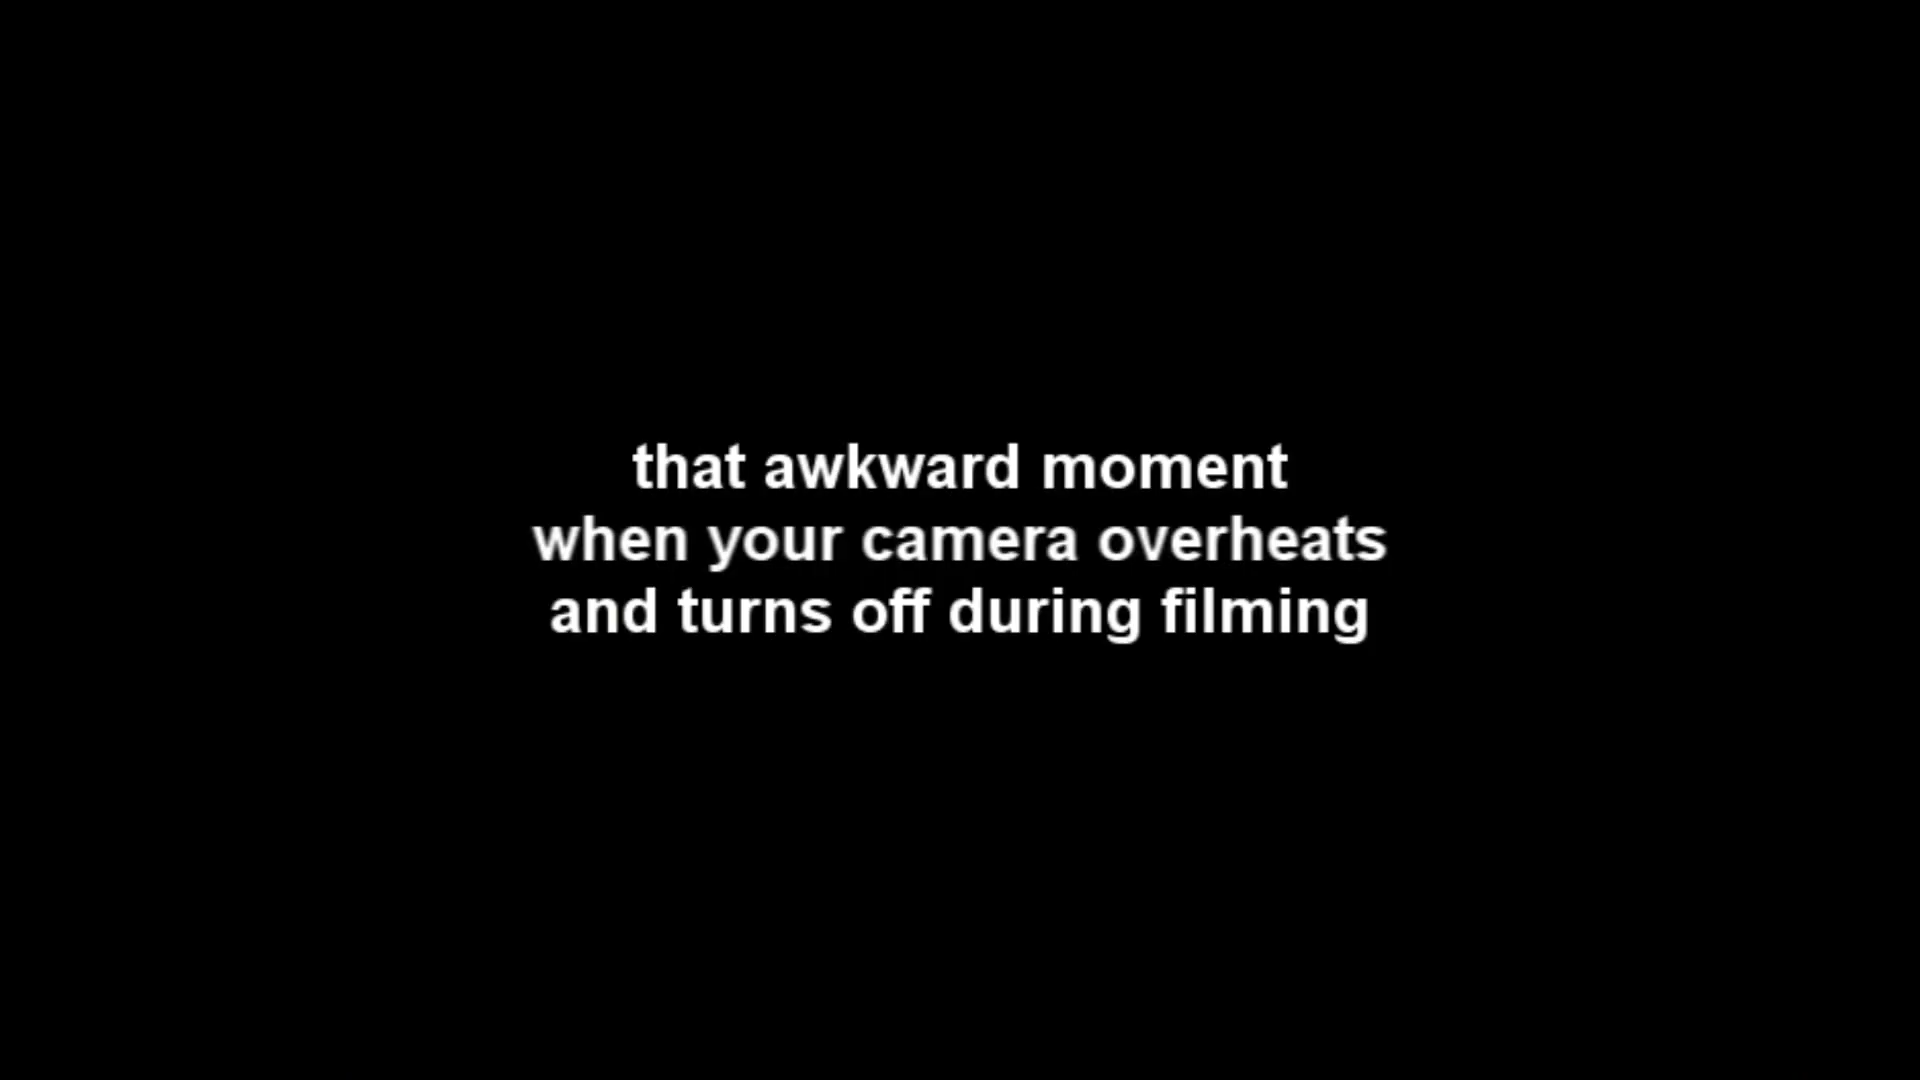 that awkward moment
when your camera overheats
and turns off during filming